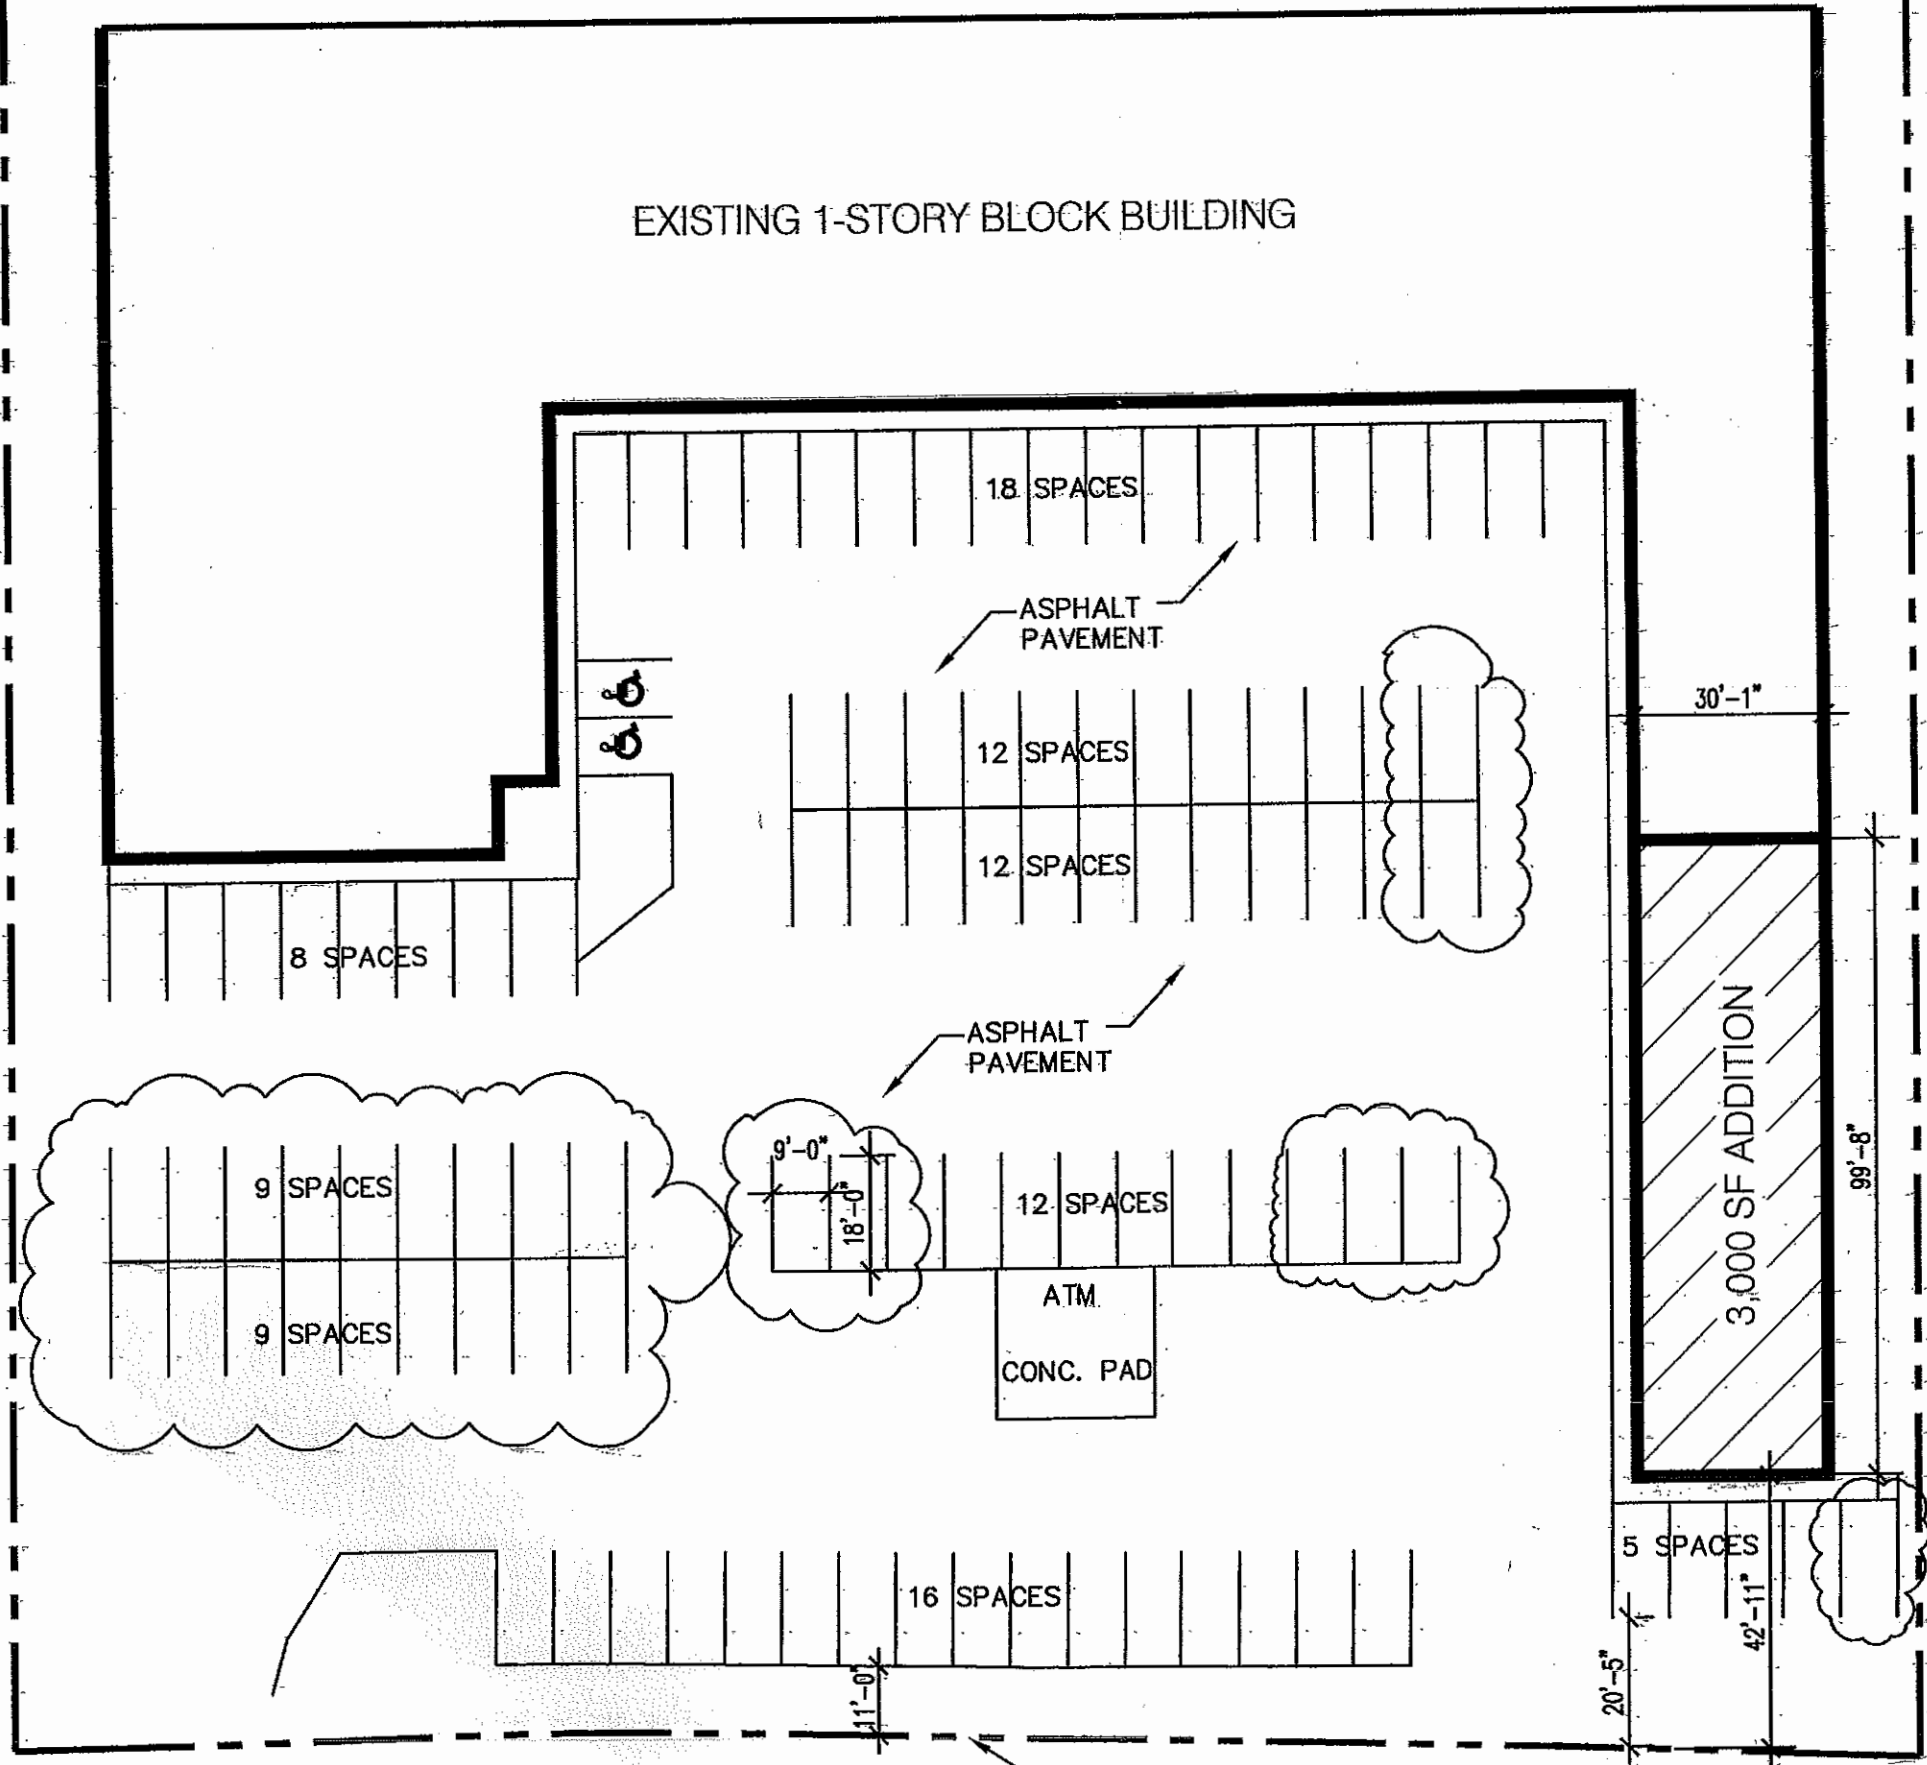 EXISTING 1-STORY BLOCK BUILDING
18 SPACES
ASPHALT
PAVEMENT
30'-1"
12 SPACES
12 SPACES
8 SPACES
3,000 SF ADDITION
99'-8"
ASPHALT
PAVEMENT
9 SPACES
9 SPACES
9'-0"
18'-0"
12 SPACES
ATM
CONC. PAD
16 SPACES
11'-0"
5 SPACES
42'-11"
20'-5"